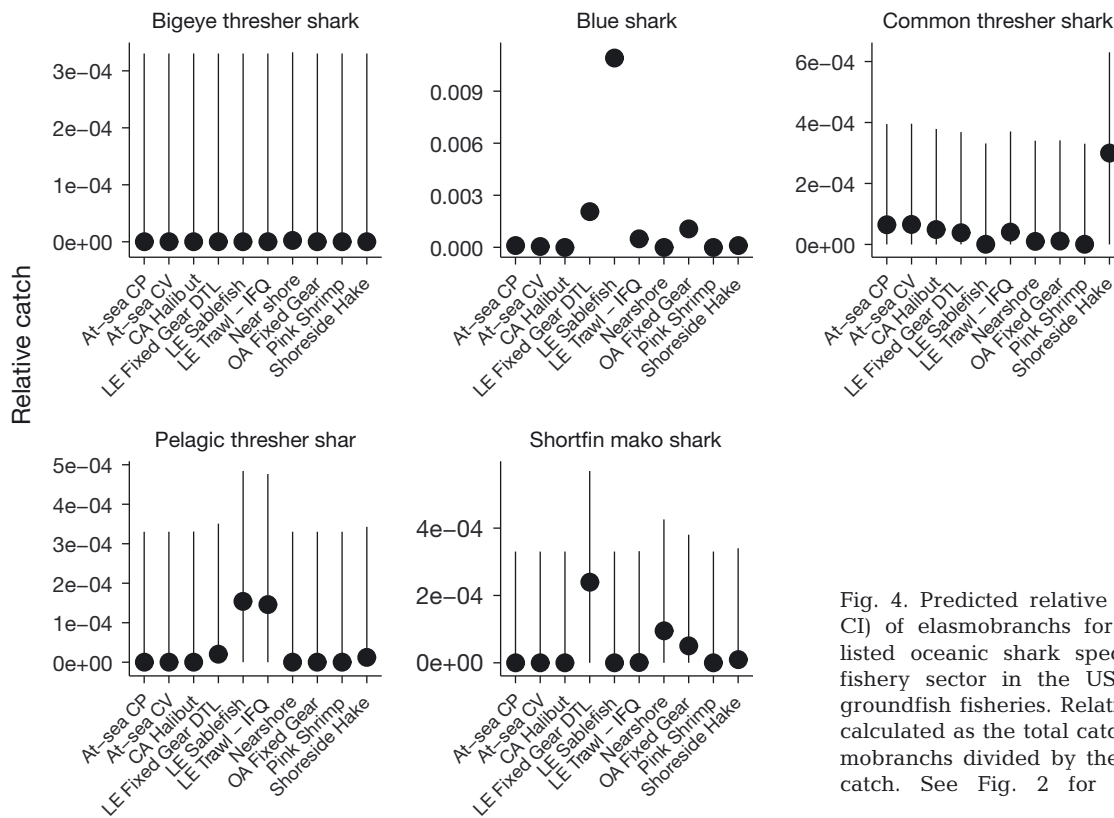 Bigeye thresher shark
3e−04
2e−04
1e−04
0e+00
At−sea CP
At−sea CV
CA Halib ut
LE Fixed Gear DTL
LE Sablefish
LE Trawl − IFQ
Near shore
OA Fixed Gear
Pink Shrimp
Shoreside Hake
Blue shark
0.009
0.006
0.003
0.000
At−sea CP
At−sea CV
CA Halibut
LE Fixed Gear DTL
LE Sablefish
LE Trawl − IFQ
Nearshore
OA Fixed Gear
Pink Shrimp
Shoreside Hake
Common thresher shark
6e−04
4e−04
2e−04
0e+00
At−sea CP
At−sea CV
CA Halibut
LE Fixed Gear DTL
LE Sablefish
LE Trawl − IFQ
Nearshore
OA Fixed Gear
Pink Shrimp
Shoreside Hake
Relative catch
Pelagic thresher shar
5e−04
4e−04
3e−04
2e−04
1e−04
0e+00
At−sea CP
At−sea CV
CA Halibut
LE Fixed Gear DTL
LE Sablefish
LE Trawl − IFQ
Nearshore
OA Fixed Gear
Pink Shrimp
Shoreside Hake
Shortfin mako shark
4e−04
2e−04
0e+00
At−sea CP
At−sea CV
CA Halibut
LE Fixed Gear DTL
LE Sablefish
LE Trawl − IFQ
Nearshore
OA Fixed Gear
Pink Shrimp
Shoreside Hake
Fig. 4. Predicted relative
CI) of elasmobranchs for
listed oceanic shark spec
fishery sector in the US
groundfish fisheries. Relati
calculated as the total catc
mobranchs divided by the
catch. See Fig. 2 for